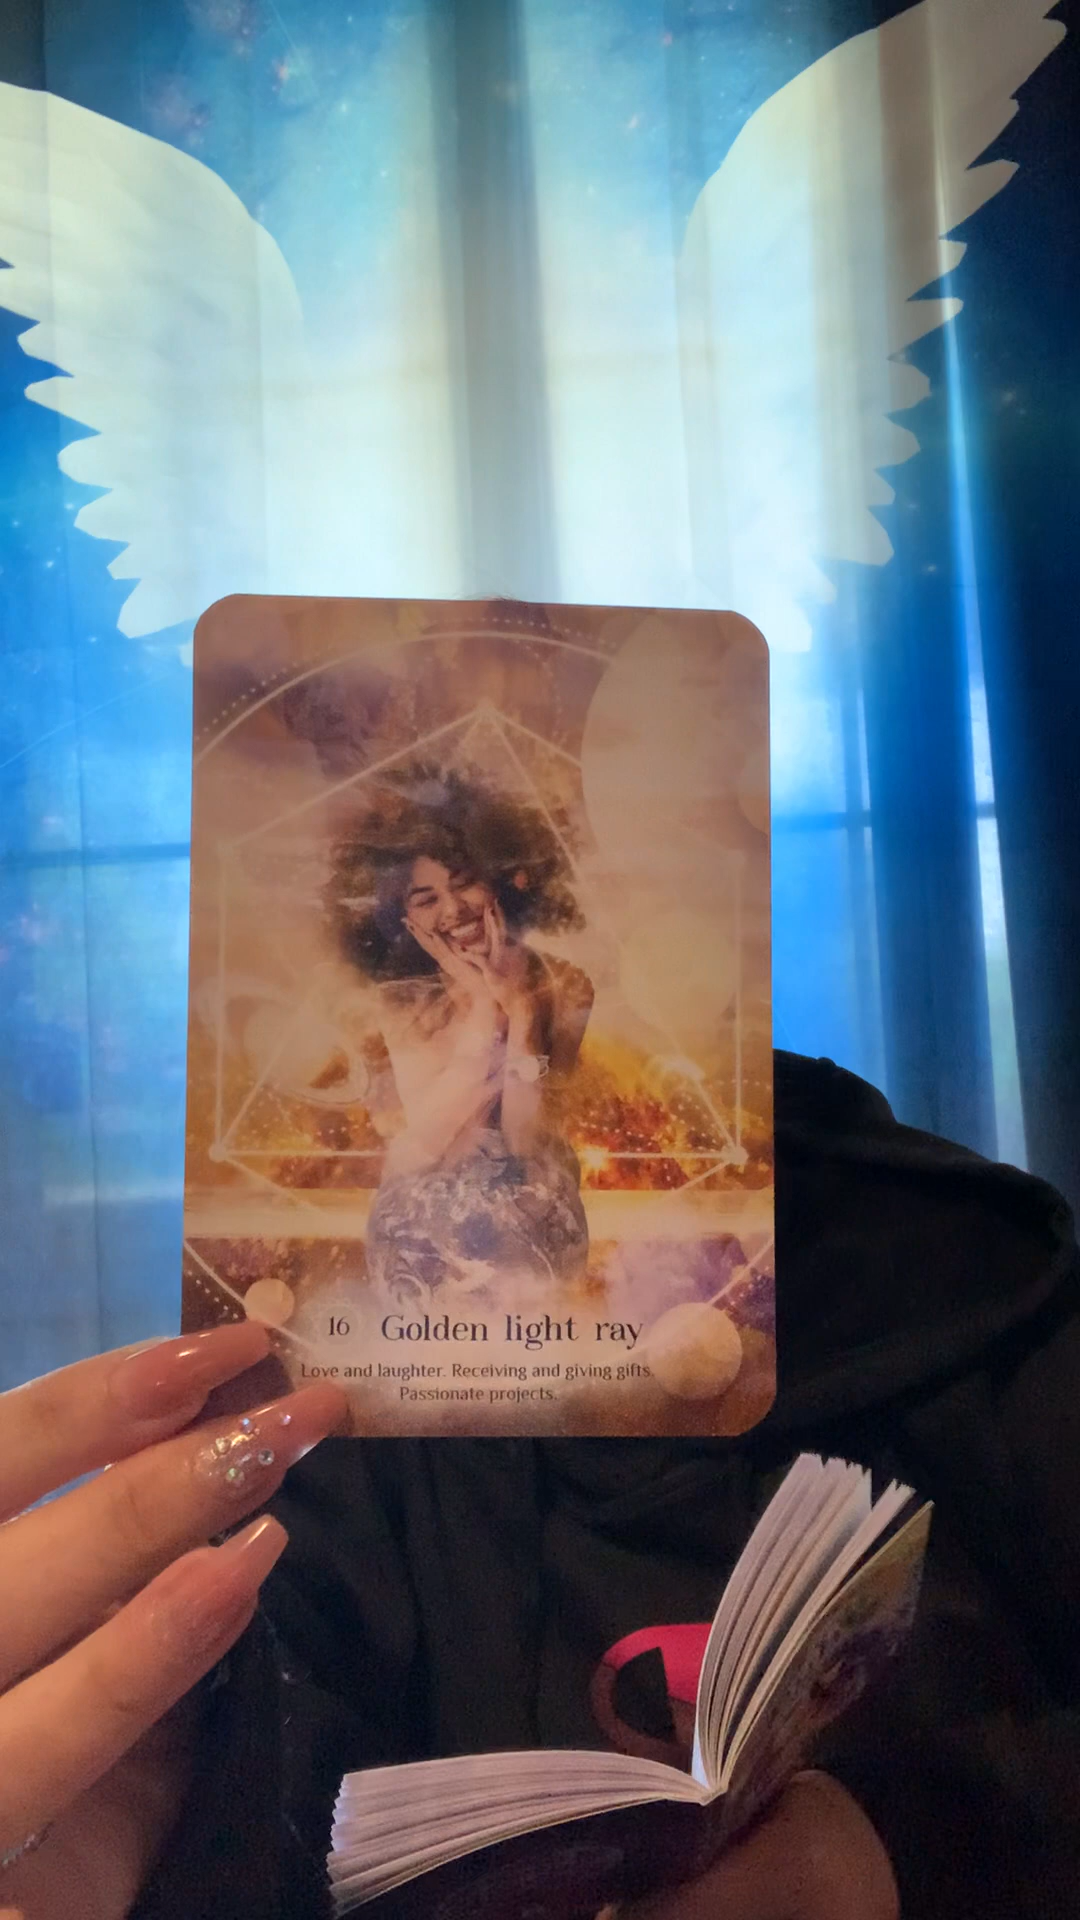 16 Golden light ray
Love and laughter. Receiving and giving gifts.
Passionate projects.